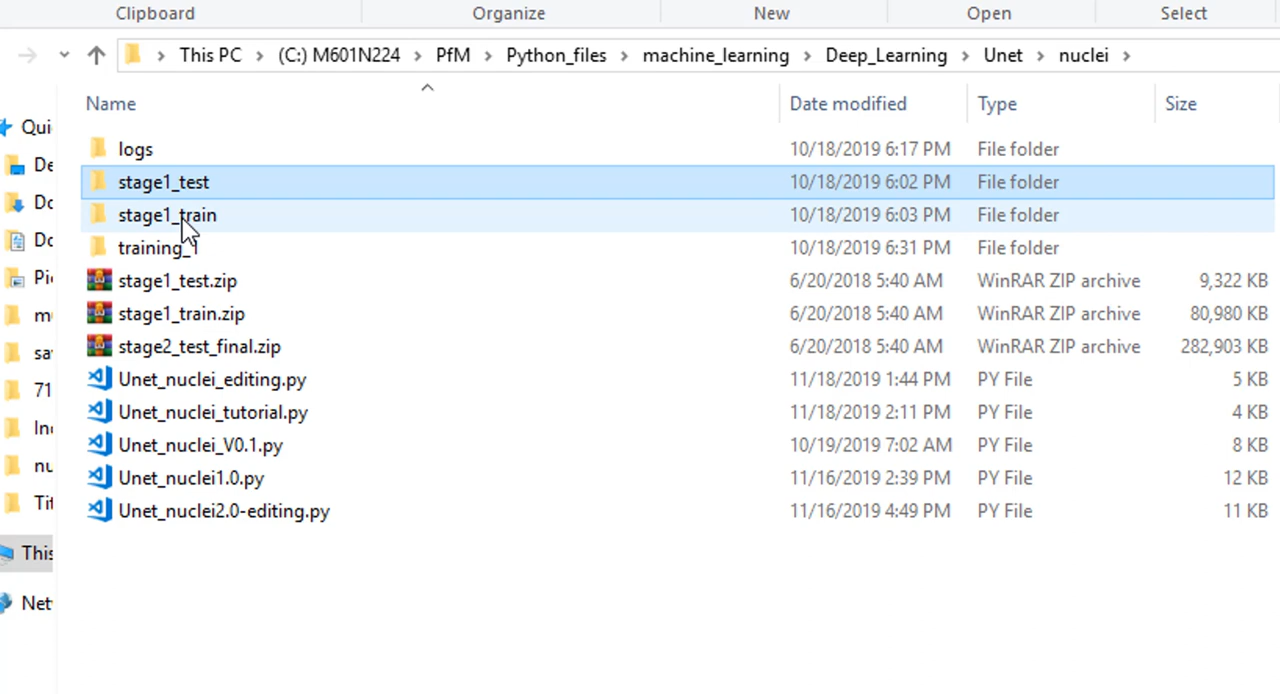 Clipboard Organize New Open Select
This PC > (C:) M601N224 > PfM > Python_files > machine_learning > Deep_Learning > Unet > nuclei >
Name Date modified Type Size
Qui
De
Do
Do
Pic
sa
71
nu
Tit
This
Net
logs 10/18/2019 6:17 PM File folder
stage1_test 10/18/2019 6:02 PM File folder
stage1_train 10/18/2019 6:03 PM File folder
training_1 10/18/2019 6:31 PM File folder
stage1_test.zip 6/20/2018 5:40 AM WinRAR ZIP archive 9,322 KB
stage1_train.zip 6/20/2018 5:40 AM WinRAR ZIP archive 80,980 KB
stage2_test_final.zip 6/20/2018 5:40 AM WinRAR ZIP archive 282,903 KB
Unet_nuclei_editing.py 11/18/2019 1:44 PM PY File 5 KB
Unet_nuclei_tutorial.py 11/18/2019 2:11 PM PY File 4 KB
Unet_nuclei_V0.1.py 10/19/2019 7:02 AM PY File 8 KB
Unet_nuclei1.0.py 11/16/2019 2:39 PM PY File 12 KB
Unet_nuclei2.0-editing.py 11/16/2019 4:49 PM PY File 11 KB